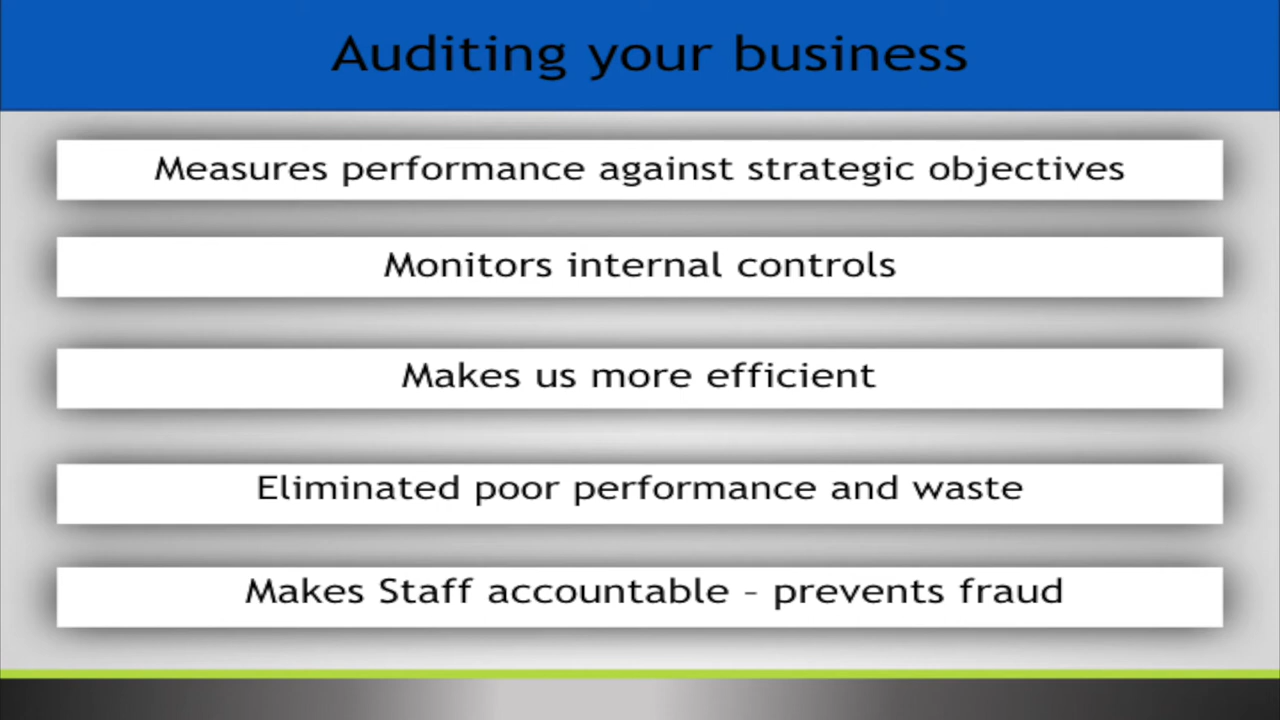 Auditing your business
Measures performance against strategic objectives
Monitors internal controls
Makes us more efficient
Eliminated poor performance and waste
Makes Staff accountable – prevents fraud